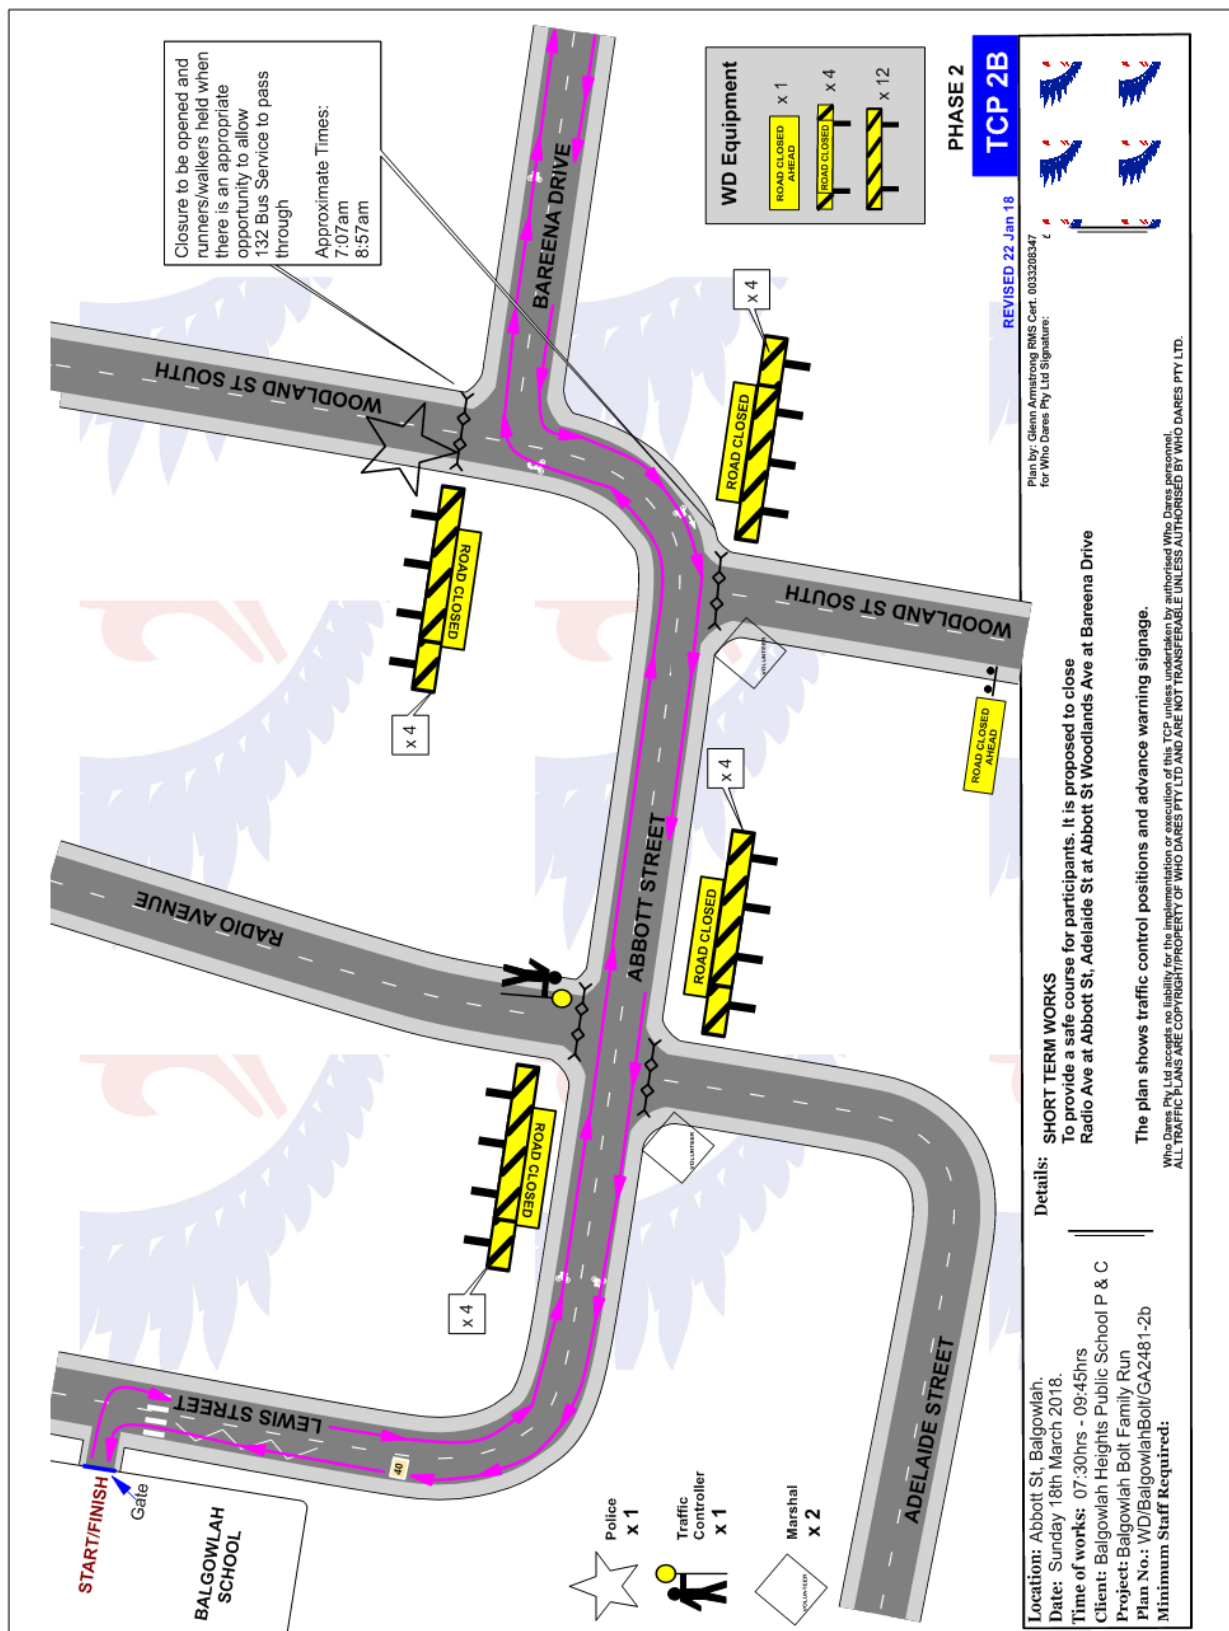 Closure to be opened and
runners/walkers held when
there is an appropriate
opportunity to allow
132 Bus Service to pass
through
Approximate Times:
7:07am
8:57am
WD Equipment
ROAD CLOSED
AHEAD
x 1
ROAD CLOSED
x 4
x 12
PHASE 2
TCP 2B
REVISED 22 Jan 18
BAREENA DRIVE
WOODLAND ST SOUTH
ROAD CLOSED
x 4
x 4
ROAD CLOSED
WOODLAND ST SOUTH
VOLUNTEER
ROAD CLOSED
AHEAD
RADIO AVENUE
ABBOTT STREET
x 4
ROAD CLOSED
ROAD CLOSED
x 4
VOLUNTEER
LEWIS STREET
40
START/FINISH
Gate
BALGOWLAH
SCHOOL
ADELAIDE STREET
Police
x 1
Traffic
Controller
x 1
Marshal
x 2
VOLUNTEER
Location: Abbott St, Balgowlah.
Date: Sunday 18th March 2018.
Time of works: 07:30hrs - 09:45hrs
Client: Balgowlah Heights Public School P & C
Project: Balgowlah Bolt Family Run
Plan No.: WD/BalgowlahBolt/GA2481-2b
Minimum Staff Required:
Details:
SHORT TERM WORKS
To provide a safe course for participants. It is proposed to close
Radio Ave at Abbott St, Adelaide St at Abbott St Woodlands Ave at Bareena Drive
The plan shows traffic control positions and advance warning signage.
Who Dares Pty Ltd accepts no liability for the implementation or execution of this TCP unless undertaken by authorised Who Dares personnel.
ALL TRAFFIC PLANS ARE COPYRIGHT/PROPERTY OF WHO DARES PTY LTD AND ARE NOT TRANSFERABLE UNLESS AUTHORISED BY WHO DARES PTY LTD.
Plan by: Glenn Armstrong RMS Cert. 0033208347
for Who Dares Pty Ltd Signature: